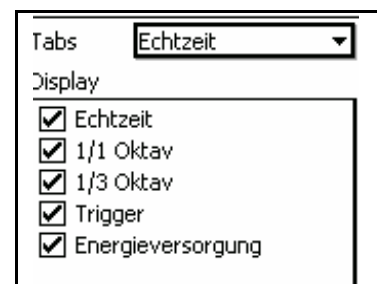 Tabs Echtzeit
Display
Echtzeit
1/1 Oktav
1/3 Oktav
Trigger
Energieversorgung